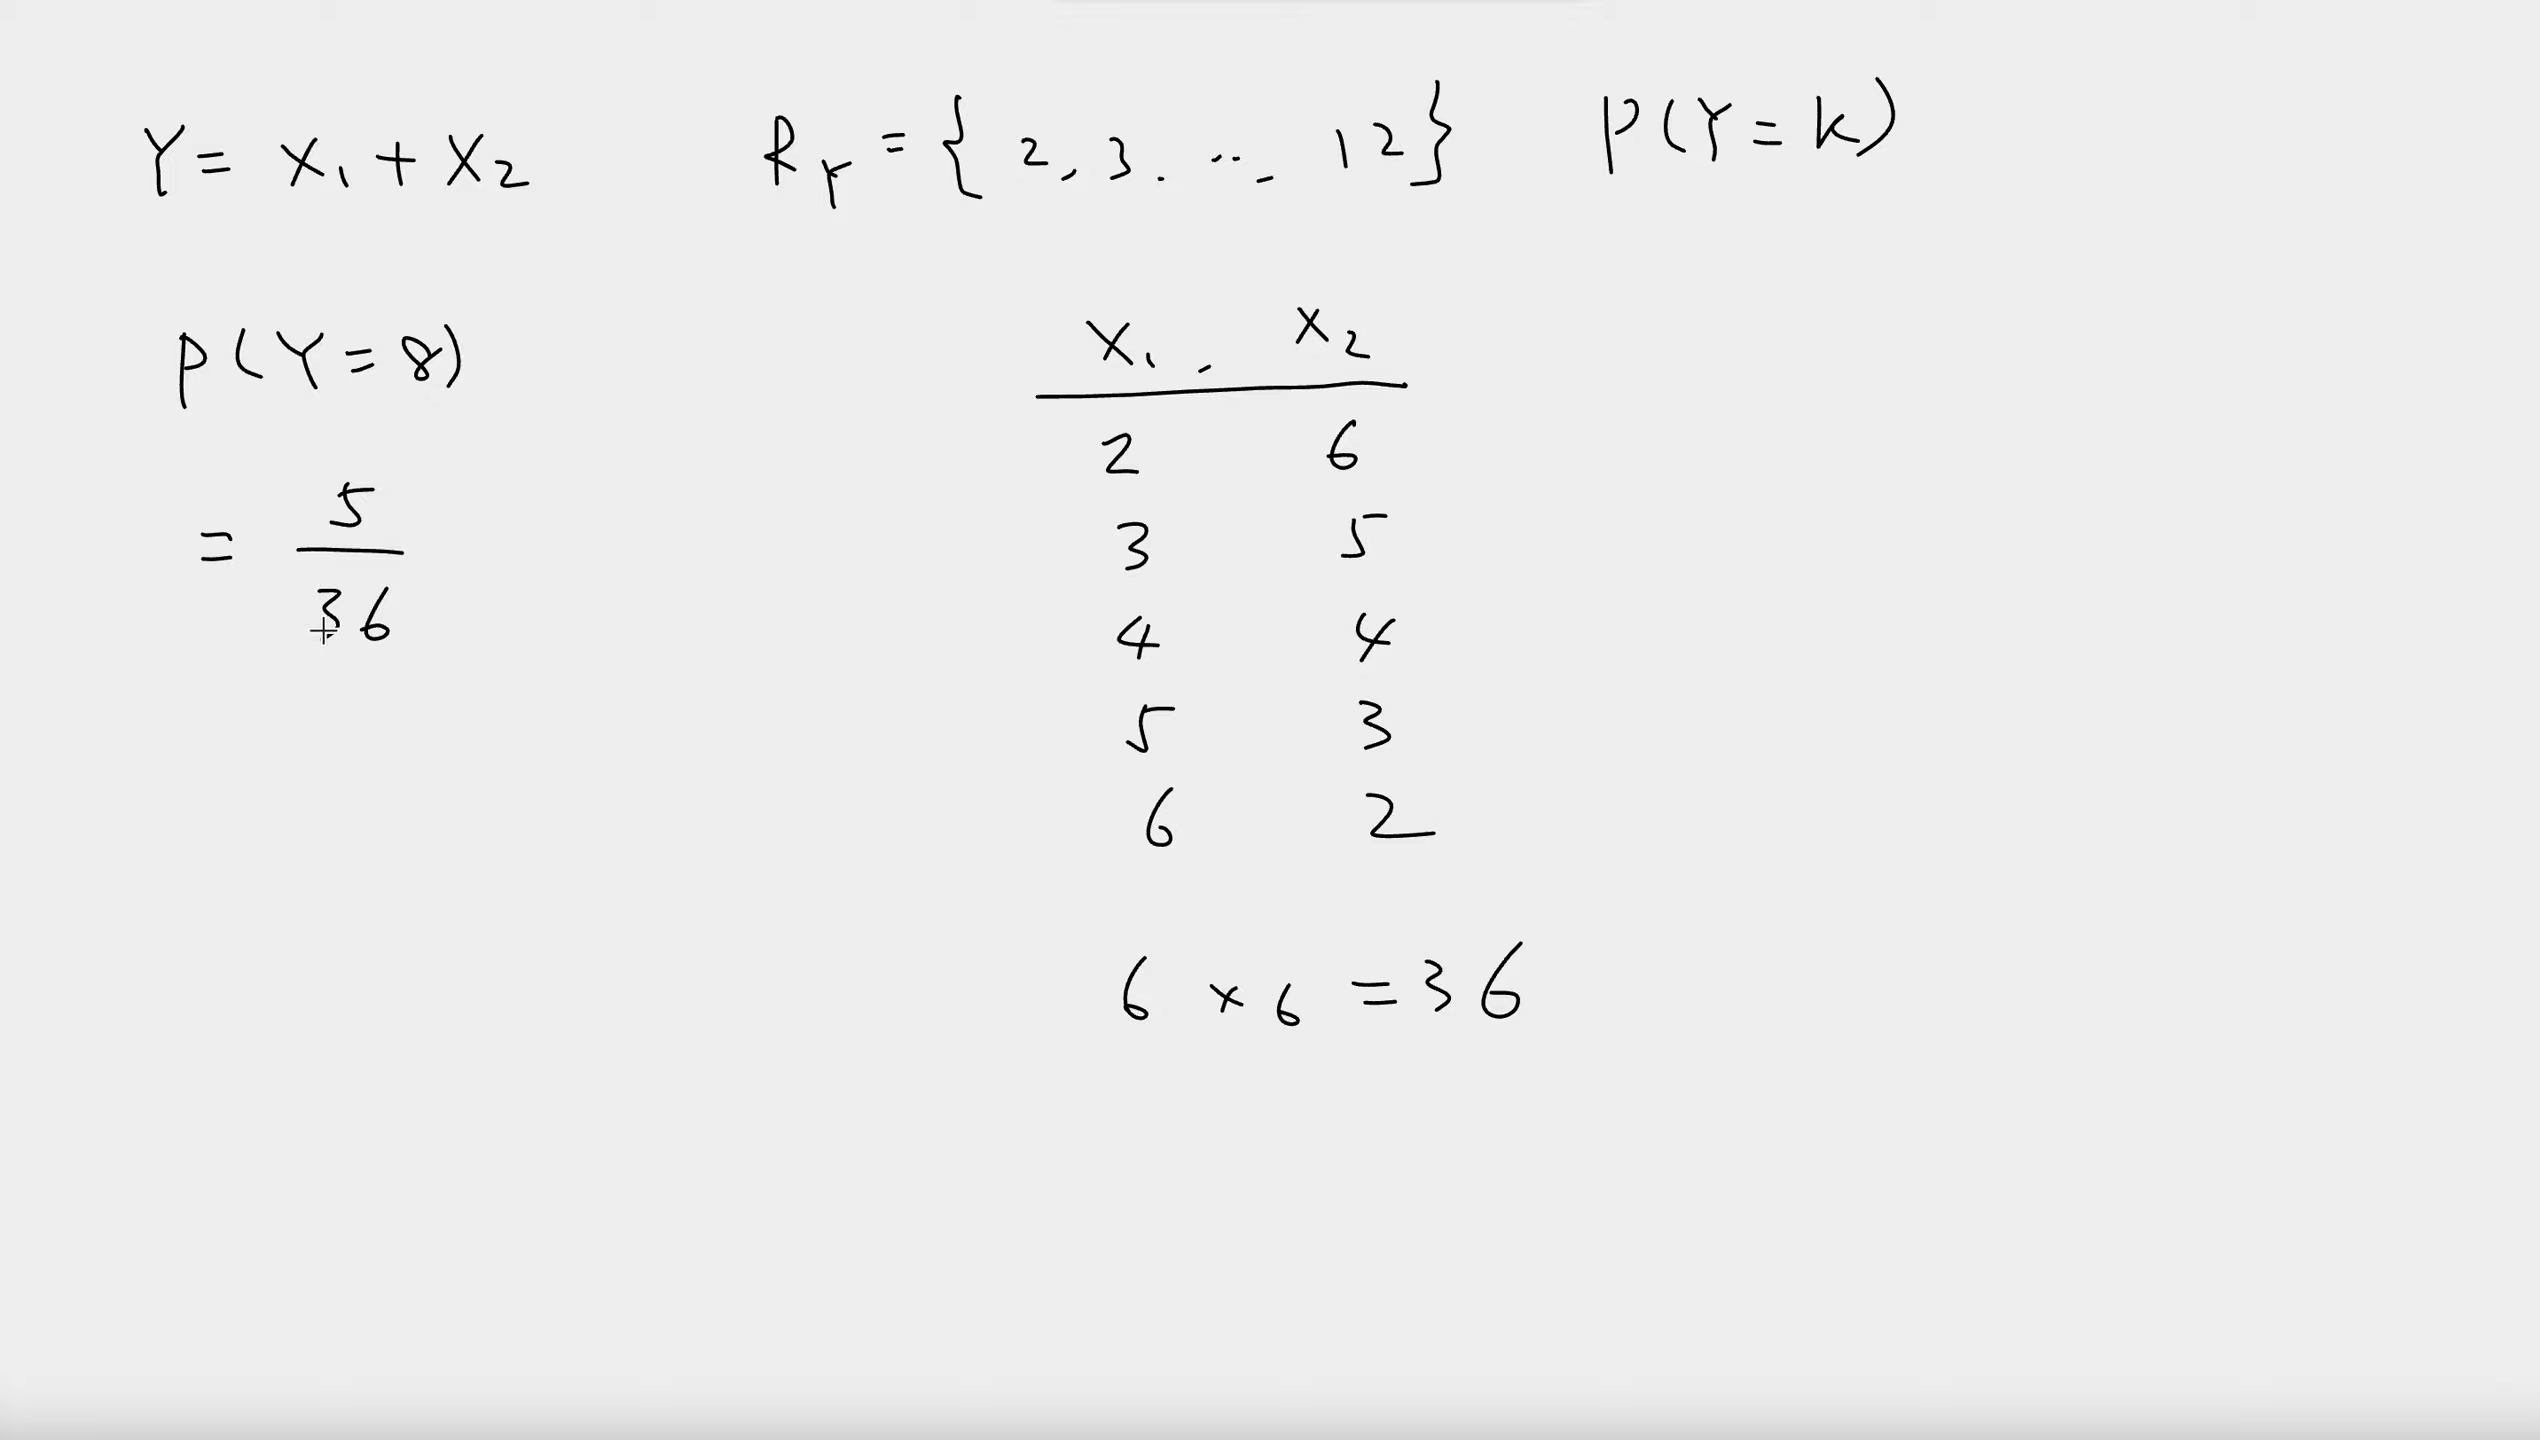 Y = X₁ + X₂ R_Y = { 2, 3. ..., 12} P(Y = k)
P(Y = 8) X₁, X₂
2 6
= 5/36 3 5
4 4
5 3
6 2
6 × 6 = 36